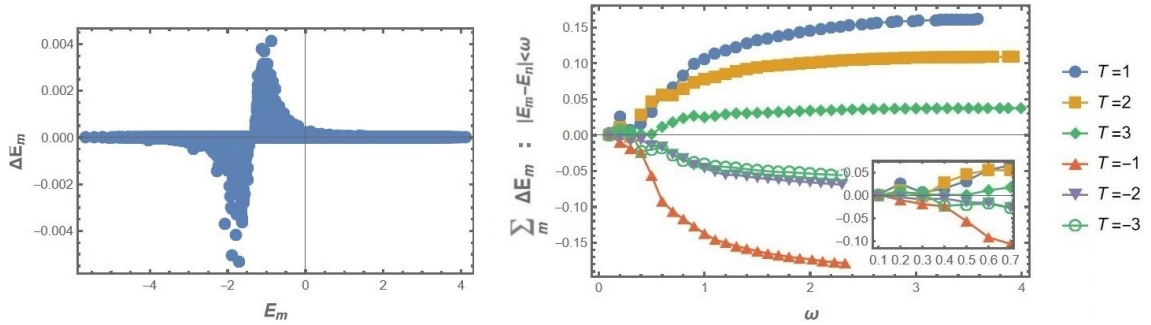 0.004
0.002
0.000
−0.002
−0.004
ΔE_m
−4
−2
0
2
4
E_m
0.15
0.10
0.05
0.00
−0.05
−0.10
−0.15
∑_m ΔE_m : |E_m−E_n|<ω
0
1
2
3
4
ω
0.05
0.00
−0.05
−0.10
0.1 0.2 0.3 0.4 0.5 0.6 0.7
T=1
T=2
T=3
T=−1
T=−2
T=−3